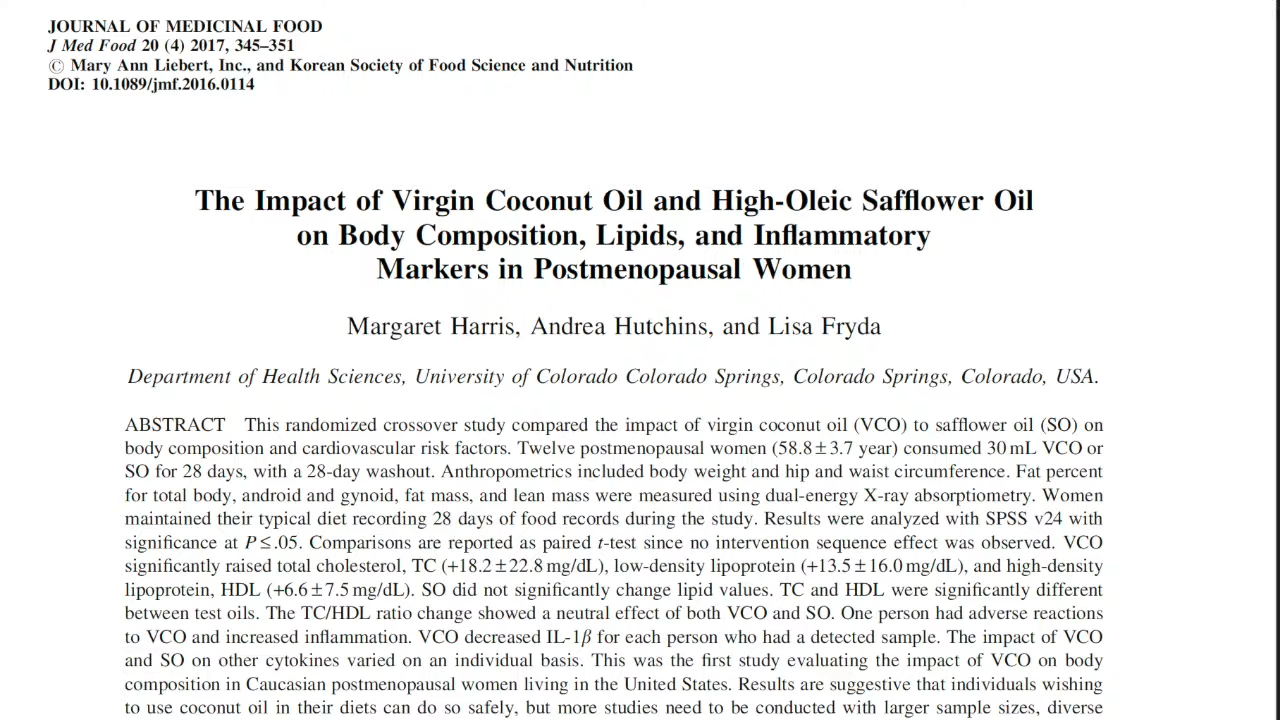 JOURNAL OF MEDICINAL FOOD
J Med Food 20 (4) 2017, 345–351
© Mary Ann Liebert, Inc., and Korean Society of Food Science and Nutrition
DOI: 10.1089/jmf.2016.0114
The Impact of Virgin Coconut Oil and High-Oleic Safflower Oil
on Body Composition, Lipids, and Inflammatory
Markers in Postmenopausal Women
Margaret Harris, Andrea Hutchins, and Lisa Fryda
Department of Health Sciences, University of Colorado Colorado Springs, Colorado Springs, Colorado, USA.
ABSTRACT This randomized crossover study compared the impact of virgin coconut oil (VCO) to safflower oil (SO) on
body composition and cardiovascular risk factors. Twelve postmenopausal women (58.8±3.7 year) consumed 30 mL VCO or
SO for 28 days, with a 28-day washout. Anthropometrics included body weight and hip and waist circumference. Fat percent
for total body, android and gynoid, fat mass, and lean mass were measured using dual-energy X-ray absorptiometry. Women
maintained their typical diet recording 28 days of food records during the study. Results were analyzed with SPSS v24 with
significance at P≤.05. Comparisons are reported as paired t-test since no intervention sequence effect was observed. VCO
significantly raised total cholesterol, TC (+18.2±22.8 mg/dL), low-density lipoprotein (+13.5±16.0 mg/dL), and high-density
lipoprotein, HDL (+6.6±7.5 mg/dL). SO did not significantly change lipid values. TC and HDL were significantly different
between test oils. The TC/HDL ratio change showed a neutral effect of both VCO and SO. One person had adverse reactions
to VCO and increased inflammation. VCO decreased IL-1β for each person who had a detected sample. The impact of VCO
and SO on other cytokines varied on an individual basis. This was the first study evaluating the impact of VCO on body
composition in Caucasian postmenopausal women living in the United States. Results are suggestive that individuals wishing
to use coconut oil in their diets can do so safely, but more studies need to be conducted with larger sample sizes, diverse